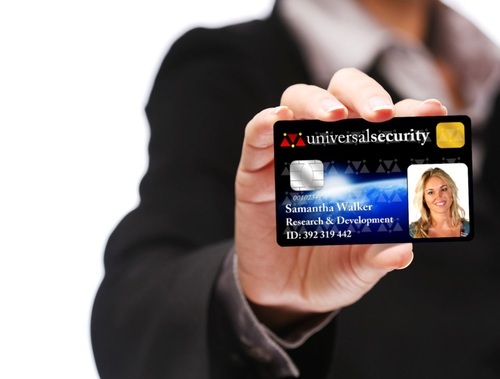 universalsecurity
Samantha Walker
Research & Development
ID: 392 319 442